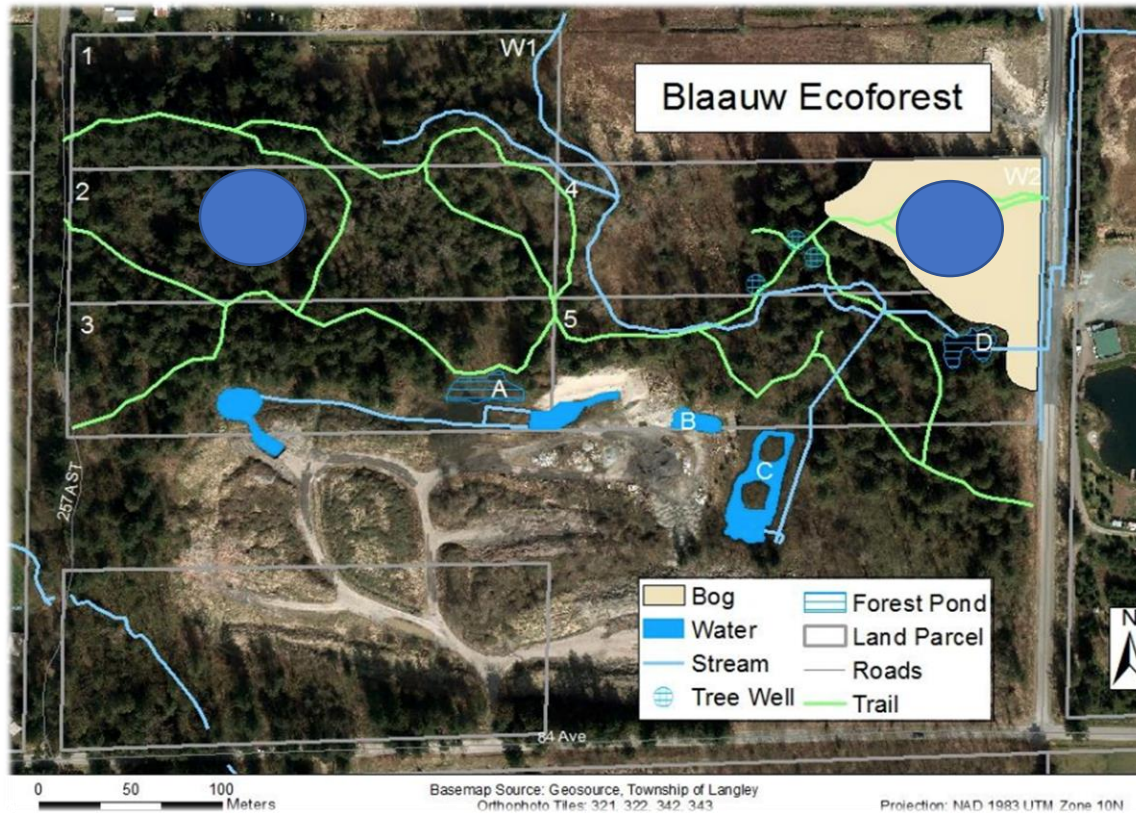 1
W1
Blaauw Ecoforest
2
4
W2
3
5
A
B
C
D
257A ST
84 Ave
Bog
Water
Stream
Tree Well
Forest Pond
Land Parcel
Roads
Trail
N
0 50 100
Meters
Basemap Source: Geosource, Township of Langley
Orthophoto Tiles: 321, 322, 342, 343
Projection: NAD 1983 UTM Zone 10N